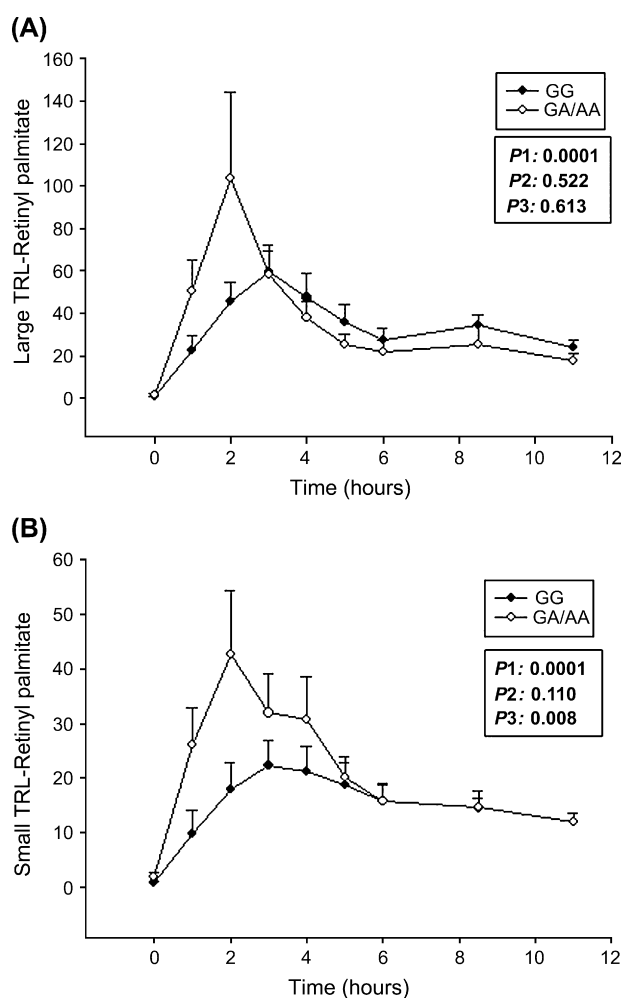 (A)
Large TRL-Retinyl palmitate
160
140
120
100
80
60
40
20
0
GG
GA/AA
P1: 0.0001
P2: 0.522
P3: 0.613
0 2 4 6 8 10 12
Time (hours)
(B)
Small TRL-Retinyl palmitate
60
50
40
30
20
10
0
GG
GA/AA
P1: 0.0001
P2: 0.110
P3: 0.008
0 2 4 6 8 10 12
Time (hours)